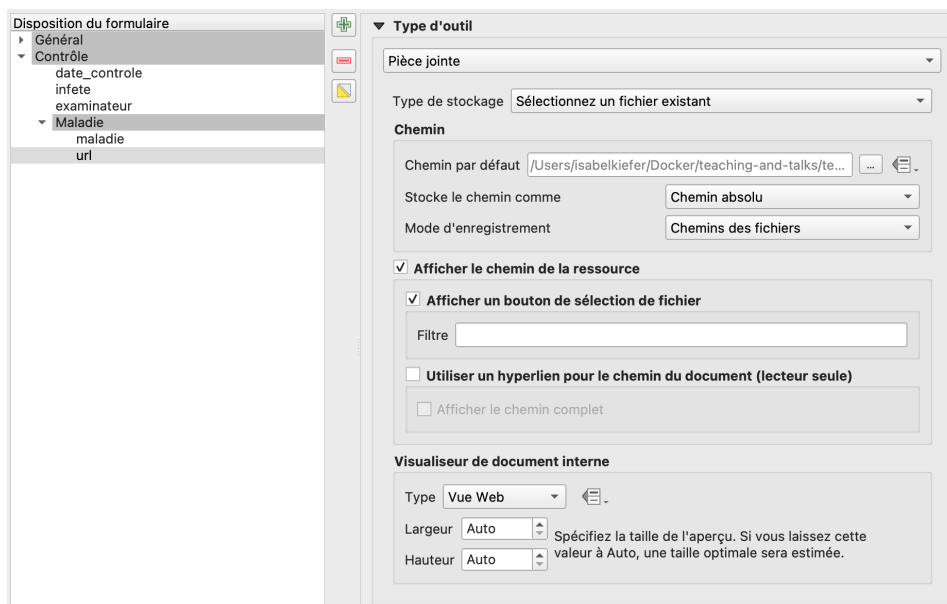 Disposition du formulaire
Général
Contrôle
date_controle
infete
examinateur
Maladie
maladie
url
Type d'outil
Pièce jointe
Type de stockage Sélectionnez un fichier existant
Chemin
Chemin par défaut /Users/isabelkiefer/Docker/teaching-and-talks/te... ...
Stocke le chemin comme Chemin absolu
Mode d'enregistrement Chemins des fichiers
Afficher le chemin de la ressource
Afficher un bouton de sélection de fichier
Filtre
Utiliser un hyperlien pour le chemin du document (lecteur seule)
Afficher le chemin complet
Visualiseur de document interne
Type Vue Web
Largeur Auto
Hauteur Auto
Spécifiez la taille de l'aperçu. Si vous laissez cette
valeur à Auto, une taille optimale sera estimée.